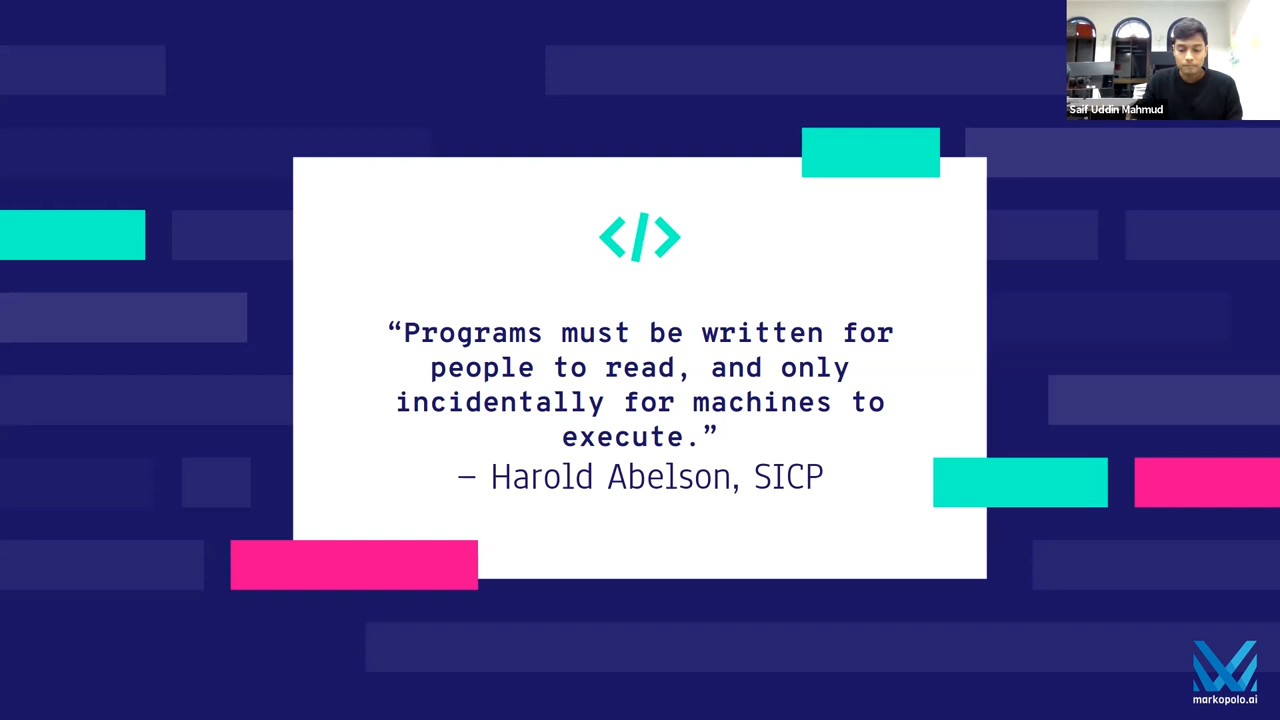 Saif Uddin Mahmud
</>
“Programs must be written for
people to read, and only
incidentally for machines to
execute.”
– Harold Abelson, SICP
markopolo.ai